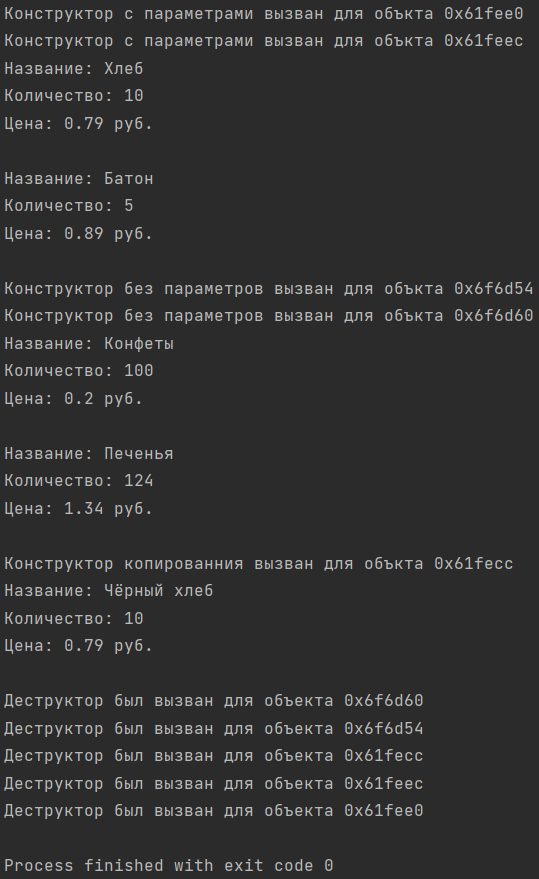 Конструктор с параметрами вызван для объкта 0x61fee0
Конструктор с параметрами вызван для объкта 0x61feec
Название: Хлеб
Количество: 10
Цена: 0.79 руб.
Название: Батон
Количество: 5
Цена: 0.89 руб.
Конструктор без параметров вызван для объкта 0x6f6d54
Конструктор без параметров вызван для объкта 0x6f6d60
Название: Конфеты
Количество: 100
Цена: 0.2 руб.
Название: Печенья
Количество: 124
Цена: 1.34 руб.
Конструктор копированния вызван для объкта 0x61fecc
Название: Чёрный хлеб
Количество: 10
Цена: 0.79 руб.
Деструктор был вызван для объекта 0x6f6d60
Деструктор был вызван для объекта 0x6f6d54
Деструктор был вызван для объекта 0x61fecc
Деструктор был вызван для объекта 0x61feec
Деструктор был вызван для объекта 0x61fee0
Process finished with exit code 0